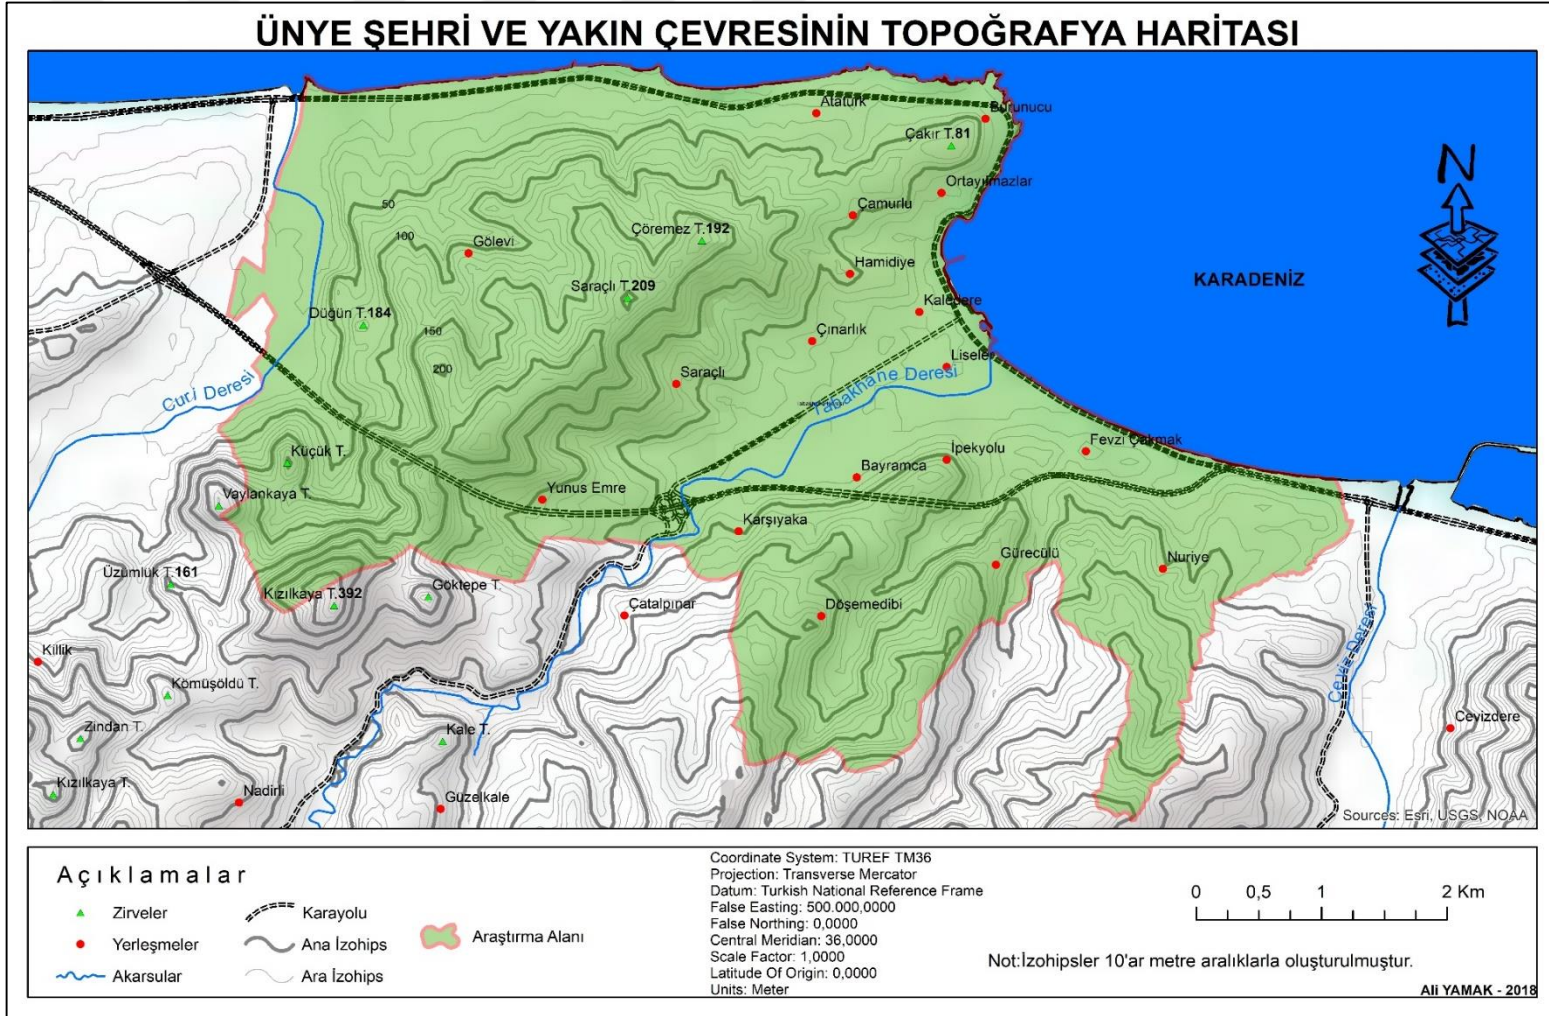 ÜNYE ŞEHRİ VE YAKIN ÇEVRESİNİN TOPOĞRAFYA HARİTASI
Atatürk
Burunucu
Çakır T.81
Ortayılmazlar
50
Çamurlu
100
Gölevi
Çöremez T.192
Hamidiye
KARADENİZ
Saraçlı T.209
Kaledere
Düğün T.184
150
Çınarlık
Liseler
200
Saraçlı
Curi Deresi
Tabakhane Deresi
Küçük T.
İpekyolu
Fevzi Çakmak
Bayramca
Vaylankaya T.
Yunus Emre
Karşıyaka
Gürecülü
Nuriye
Üzümlük T.161
Kızılkaya T.392
Göktepe T.
Çatalpınar
Döşemedibi
Killik
Ceviz Deresi
Kömüşöldü T.
Zindan T.
Kale T.
Cevizdere
Kızılkaya T.
Nadirli
Güzelkale
Sources: Esri, USGS, NOAA
Açıklamalar
Zirveler
Yerleşmeler
Akarsular
Karayolu
Ana İzohips
Ara İzohips
Araştırma Alanı
Coordinate System: TUREF TM36
Projection: Transverse Mercator
Datum: Turkish National Reference Frame
False Easting: 500.000,0000
False Northing: 0,0000
Central Meridian: 36,0000
Scale Factor: 1,0000
Latitude Of Origin: 0,0000
Units: Meter
0 0,5 1 2 Km
Not:İzohipsler 10'ar metre aralıklarla oluşturulmuştur.
Ali YAMAK - 2018
N